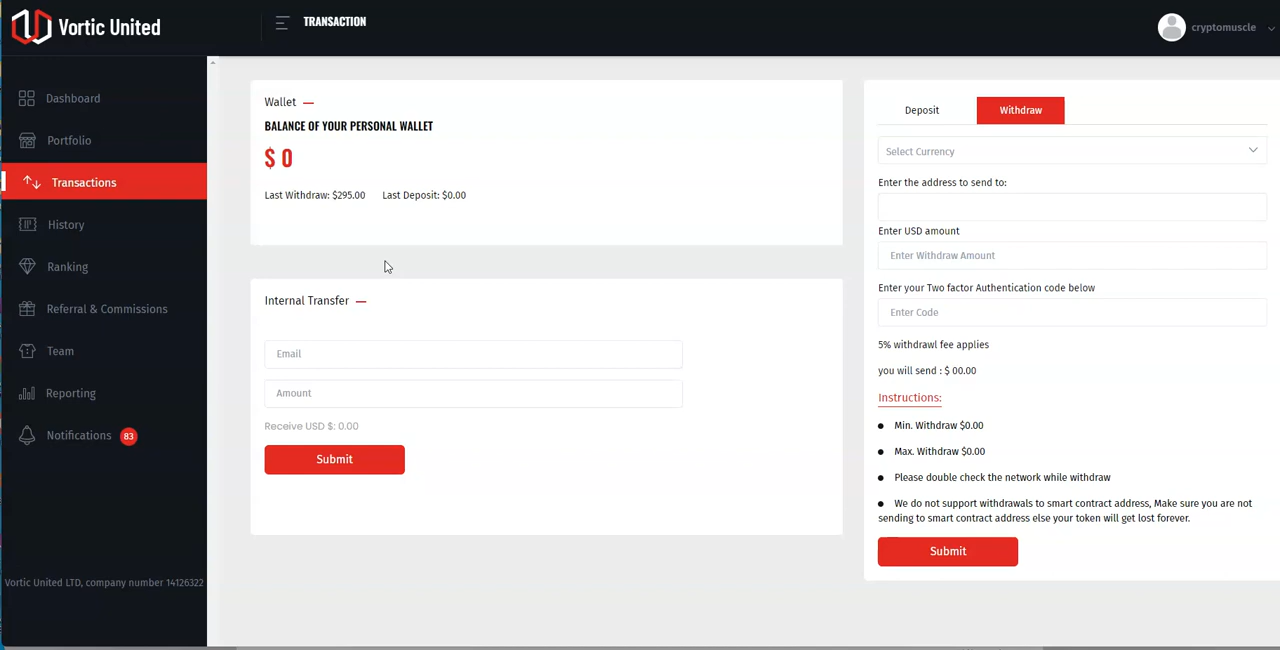 Vortic United
TRANSACTION
cryptomuscle
Dashboard
Portfolio
Transactions
History
Ranking
Referral & Commissions
Team
Reporting
Notifications 83
Vortic United LTD, company number 14126322
Wallet
BALANCE OF YOUR PERSONAL WALLET
$ 0
Last Withdraw: $295.00 Last Deposit: $0.00
Internal Transfer
Email
Amount
Receive USD $: 0.00
Submit
Deposit Withdraw
Select Currency
Enter the address to send to:
Enter USD amount
Enter Withdraw Amount
Enter your Two factor Authentication code below
Enter Code
5% withdrawl fee applies
you will send : $ 00.00
Instructions:
Min. Withdraw $0.00
Max. Withdraw $0.00
Please double check the network while withdraw
We do not support withdrawals to smart contract address, Make sure you are not
sending to smart contract address else your token will get lost forever.
Submit